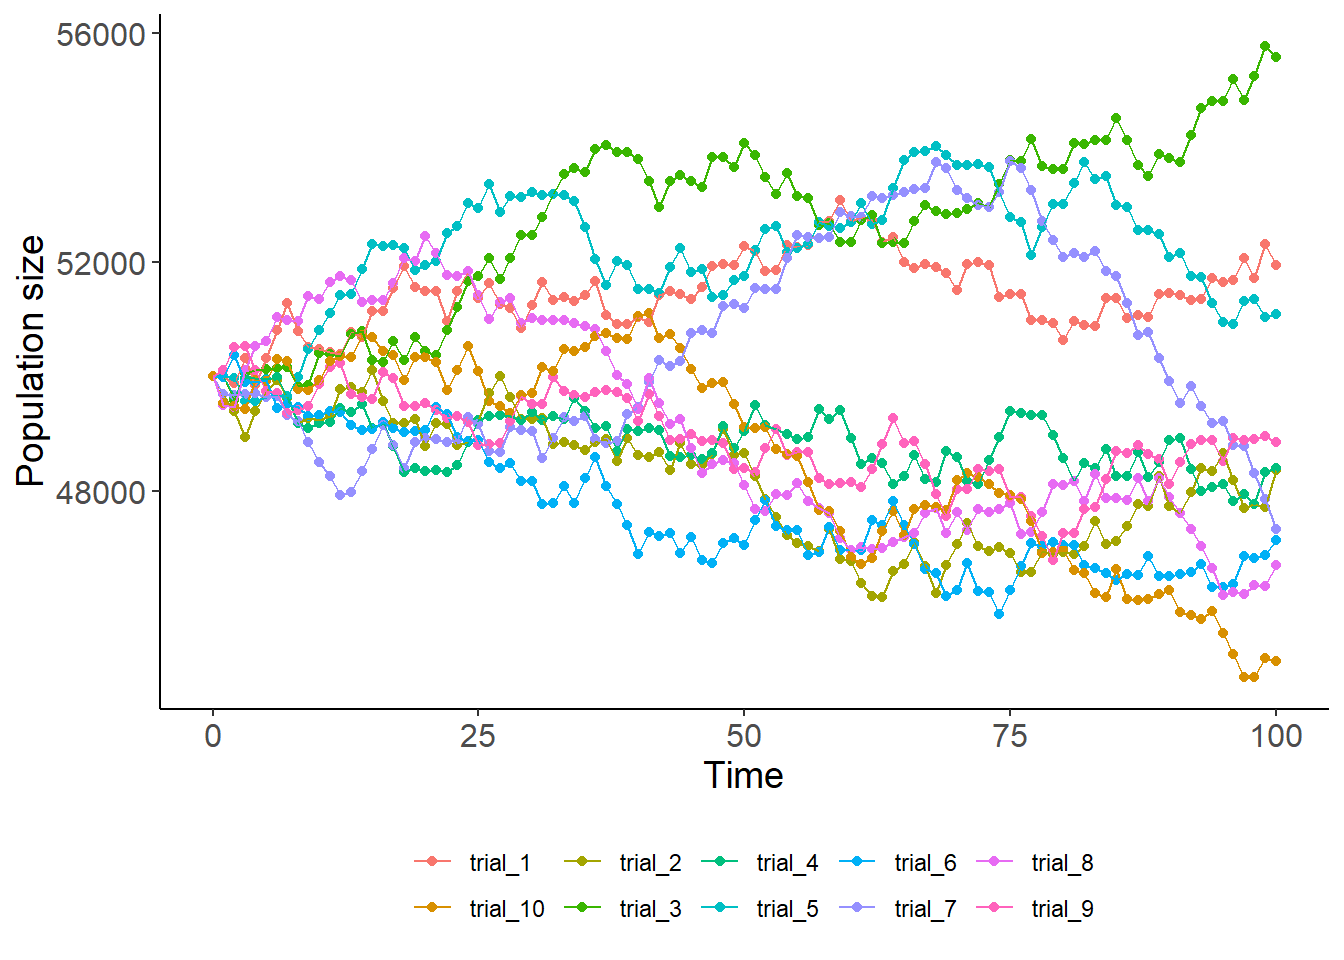 56000
52000
48000
Population size
0 25 50 75 100
Time
trial_1 trial_2 trial_4 trial_6 trial_8
trial_10 trial_3 trial_5 trial_7 trial_9